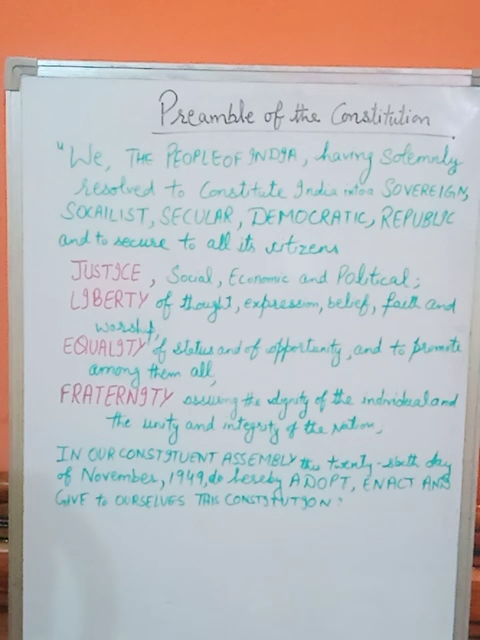 Preamble of the Constitution
"We, THE PEOPLE OF INDIA, having solemnly
resolved to constitute India into a SOVEREIGN,
SOCAILIST, SECULAR, DEMOCRATIC, REPUBLIC
and to secure to all its citizens
JUSTICE, Social, Economic and Political;
LIBERTY of thought, expression, belief, faith and
worship,
EQUALITY of status and of opportunity, and to promote
among them all,
FRATERNITY assuring the dignity of the individual and
the unity and integrity of the Nation,
IN OUR CONSTITUENT ASSEMBLY this twenty-sixth day
of November, 1949, do hereby ADOPT, ENACT AND
GIVE to OURSELVES THIS CONSTITUTION"